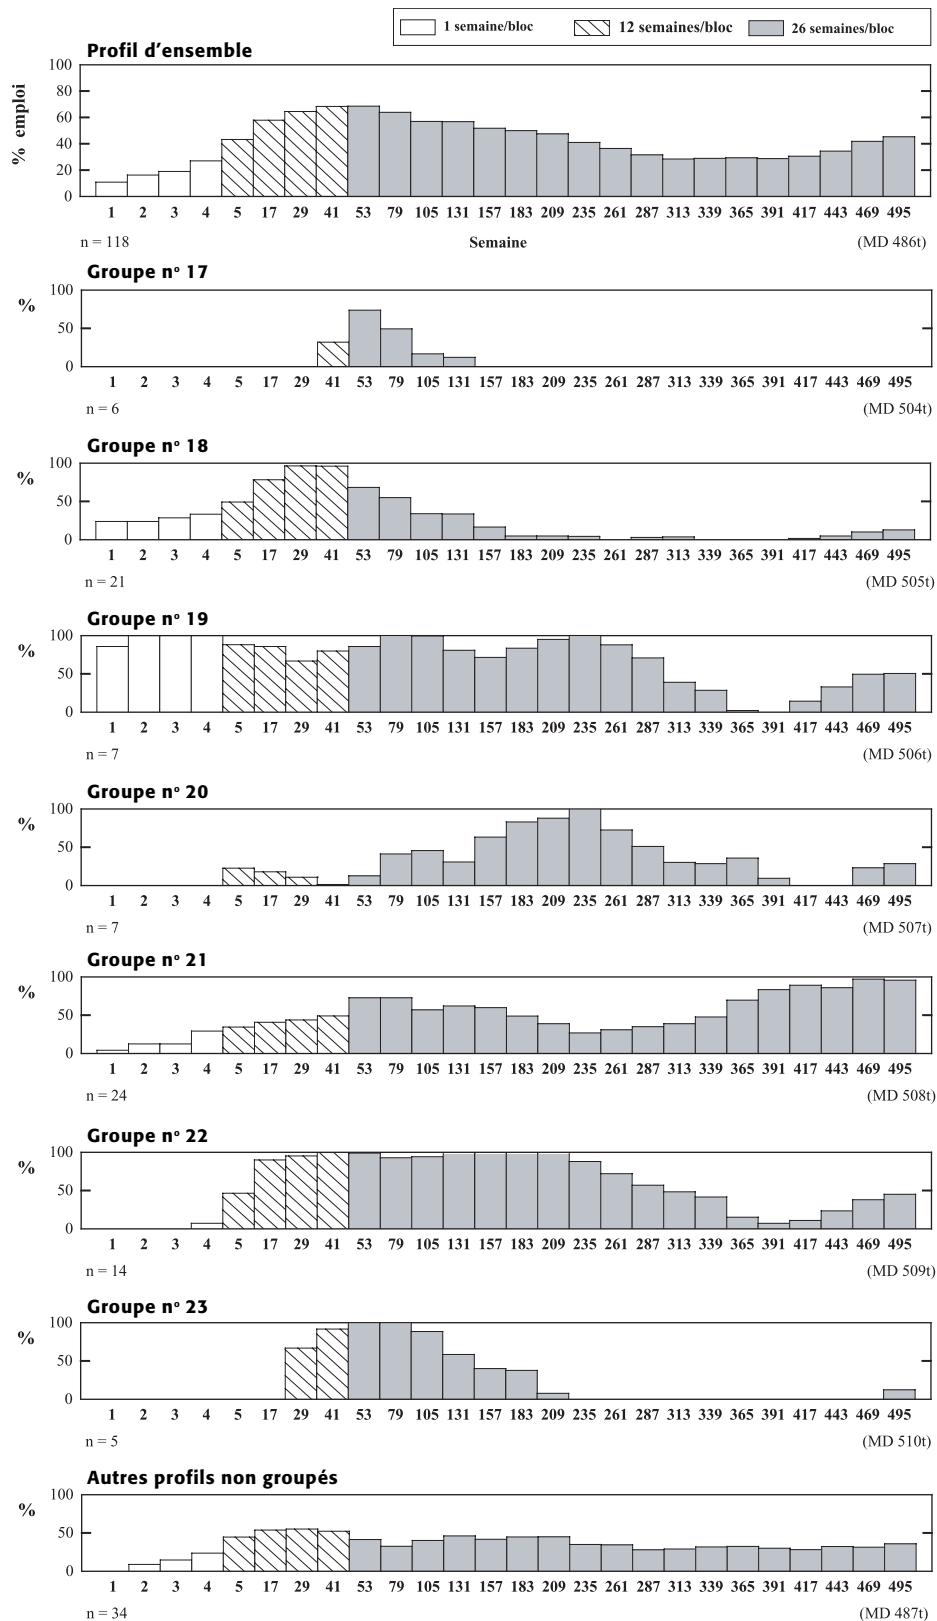 1 semaine/bloc 12 semaines/bloc 26 semaines/bloc
Profil d'ensemble
% emploi
100
80
60
40
20
0
1 2 3 4 5 17 29 41 53 79 105 131 157 183 209 235 261 287 313 339 365 391 417 443 469 495
n = 118 Semaine (MD 486t)
Groupe nº 17
100
%
50
0
1 2 3 4 5 17 29 41 53 79 105 131 157 183 209 235 261 287 313 339 365 391 417 443 469 495
n = 6 (MD 504t)
Groupe nº 18
100
%
50
0
1 2 3 4 5 17 29 41 53 79 105 131 157 183 209 235 261 287 313 339 365 391 417 443 469 495
n = 21 (MD 505t)
Groupe nº 19
100
%
50
0
1 2 3 4 5 17 29 41 53 79 105 131 157 183 209 235 261 287 313 339 365 391 417 443 469 495
n = 7 (MD 506t)
Groupe nº 20
100
%
50
0
1 2 3 4 5 17 29 41 53 79 105 131 157 183 209 235 261 287 313 339 365 391 417 443 469 495
n = 7 (MD 507t)
Groupe nº 21
100
%
50
0
1 2 3 4 5 17 29 41 53 79 105 131 157 183 209 235 261 287 313 339 365 391 417 443 469 495
n = 24 (MD 508t)
Groupe nº 22
100
%
50
0
1 2 3 4 5 17 29 41 53 79 105 131 157 183 209 235 261 287 313 339 365 391 417 443 469 495
n = 14 (MD 509t)
Groupe nº 23
100
%
50
0
1 2 3 4 5 17 29 41 53 79 105 131 157 183 209 235 261 287 313 339 365 391 417 443 469 495
n = 5 (MD 510t)
Autres profils non groupés
100
%
50
0
1 2 3 4 5 17 29 41 53 79 105 131 157 183 209 235 261 287 313 339 365 391 417 443 469 495
n = 34 (MD 487t)